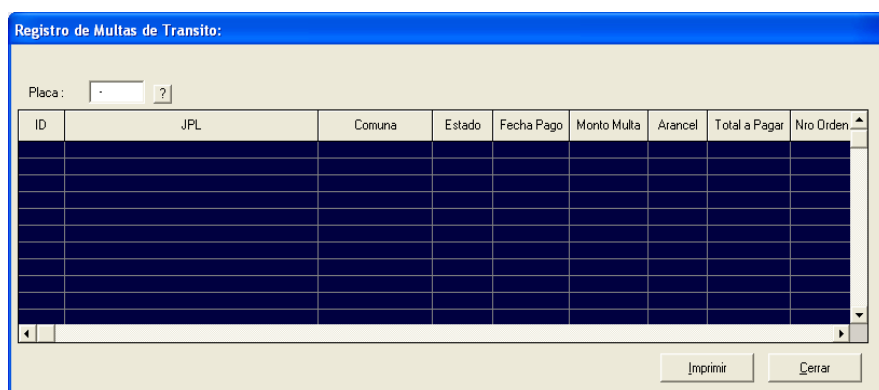 Registro de Multas de Transito:
Placa : - ?
ID JPL Comuna Estado Fecha Pago Monto Multa Arancel Total a Pagar Nro Orden
Imprimir Cerrar